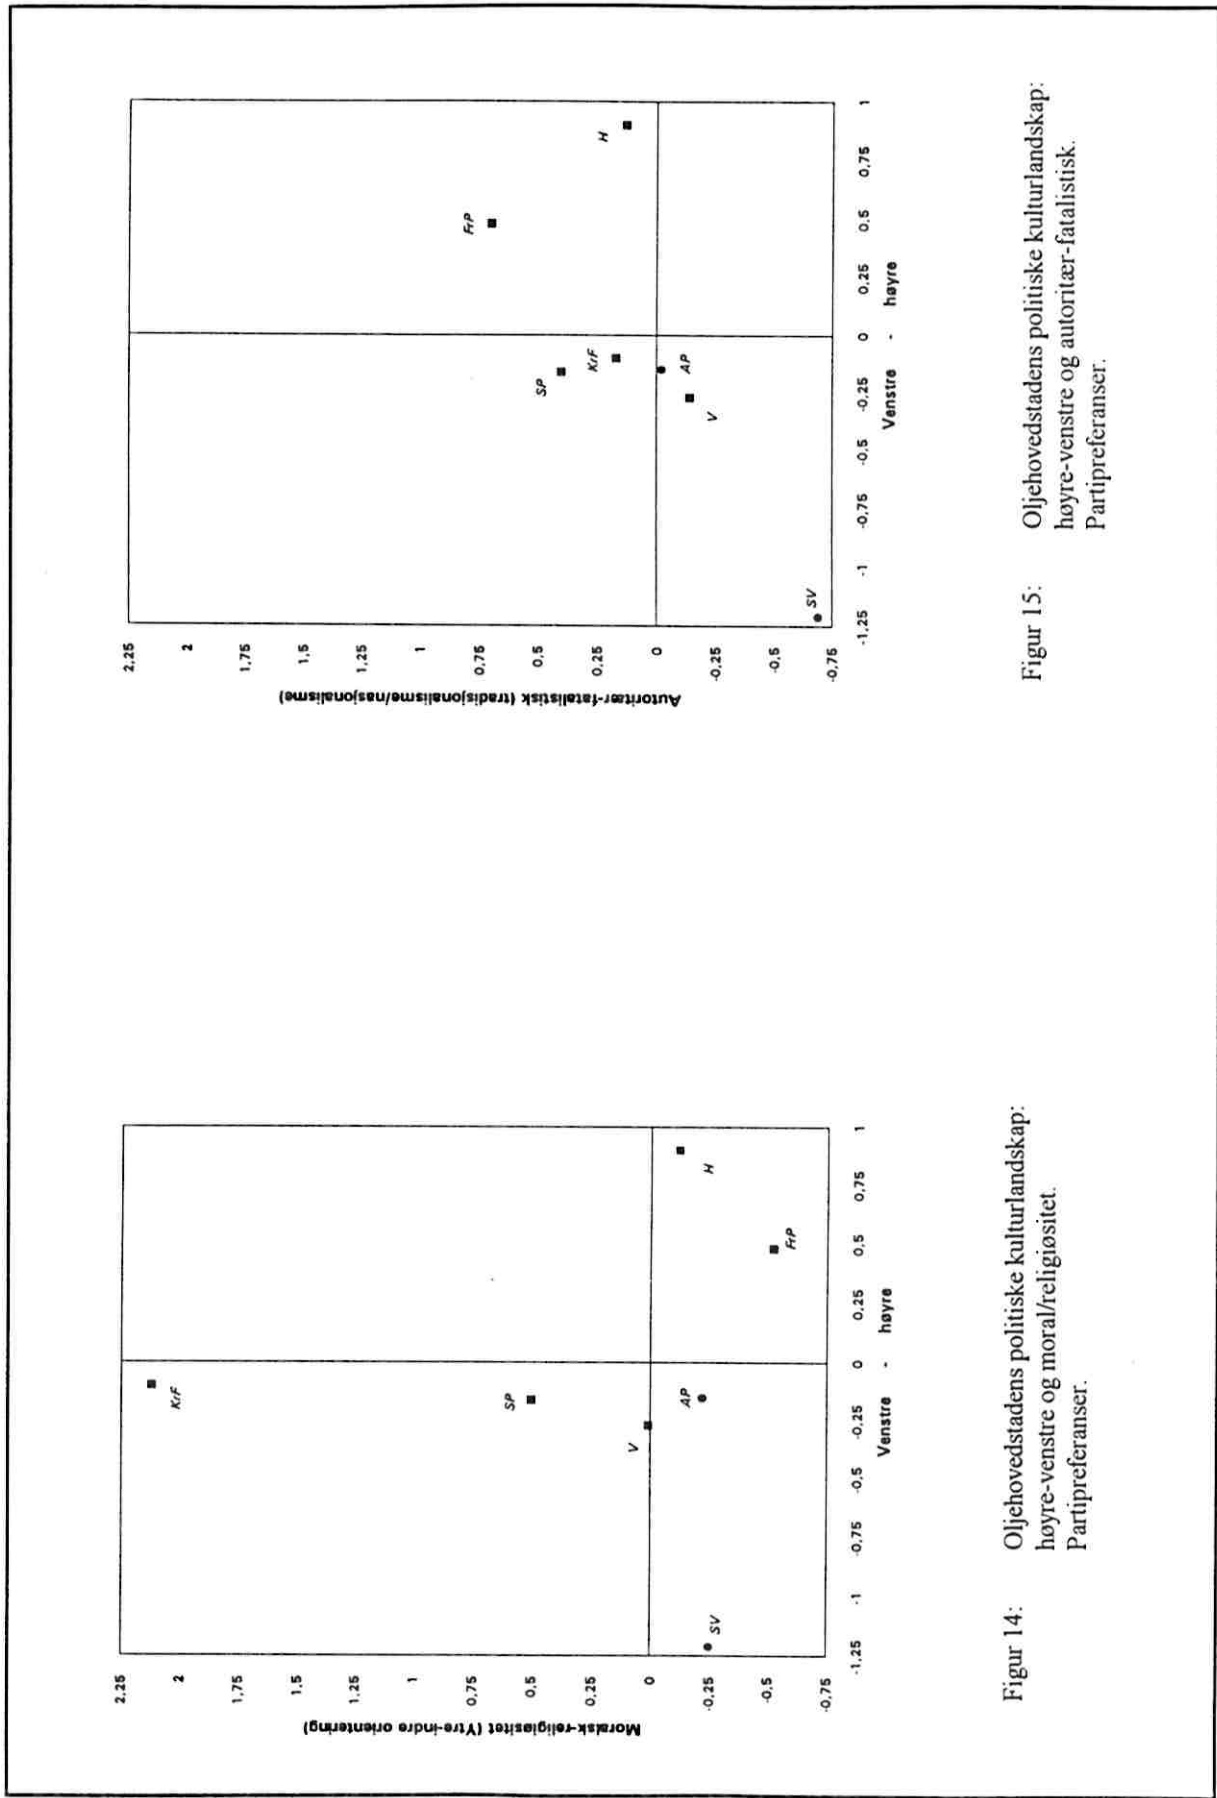 Moralsk-religiøsitet (Ytre-indre orientering)
2,25
2
1,75
1,5
1,25
1
0,75
0,5
0,25
0
-0,25
-0,5
-0,75
KrF
SP
V
AP
SV
H
FrP
-1,25
-1
-0,75
-0,5
-0,25
0
0,25
0,5
0,75
1
Venstre - høyre
Figur 14: Oljehovedstadens politiske kulturlandskap:
høyre-venstre og moral/religiøsitet.
Partipreferanser.
Autoritær-fatalistisk (tradisjonalisme/nasjonalisme)
2,25
2
1,75
1,5
1,25
1
0,75
0,5
0,25
0
-0,25
-0,5
-0,75
FrP
H
SP
KrF
AP
V
SV
-1,25
-1
-0,75
-0,5
-0,25
0
0,25
0,5
0,75
1
Venstre - høyre
Figur 15: Oljehovedstadens politiske kulturlandskap:
høyre-venstre og autoritær-fatalistisk.
Partipreferanser.